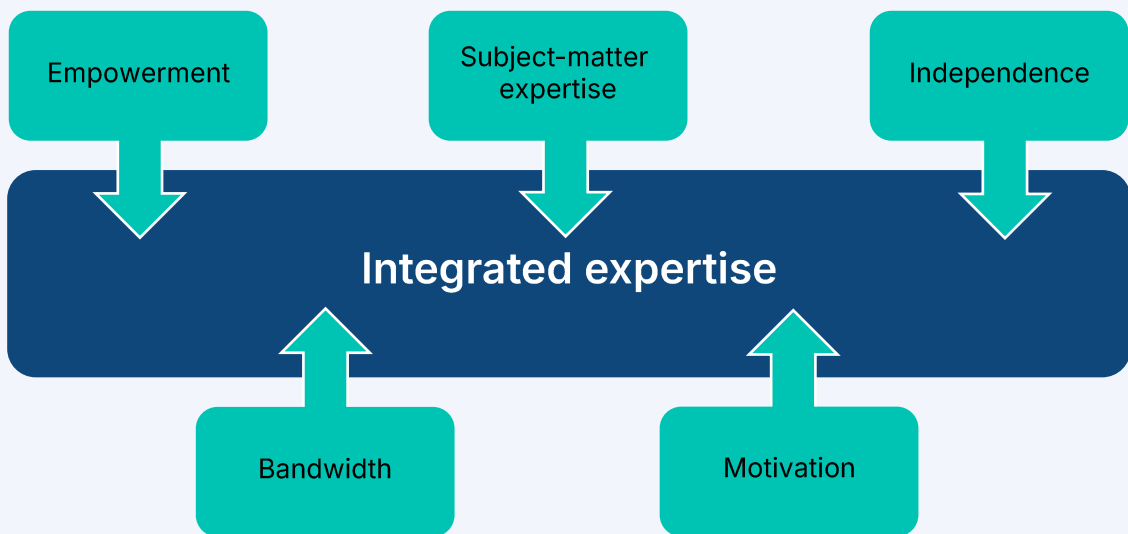 Empowerment
Subject-matter
expertise
Independence
Integrated expertise
Bandwidth
Motivation